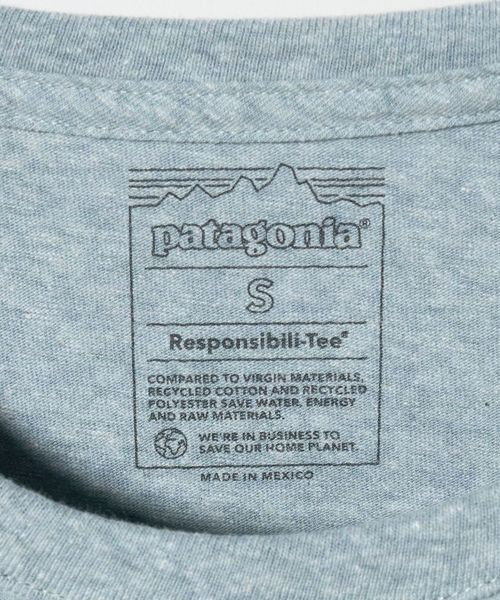 patagonia®
S
Responsibili-Tee®
COMPARED TO VIRGIN MATERIALS,
RECYCLED COTTON AND RECYCLED
POLYESTER SAVE WATER, ENERGY
AND RAW MATERIALS.
WE'RE IN BUSINESS TO
SAVE OUR HOME PLANET.
MADE IN MEXICO